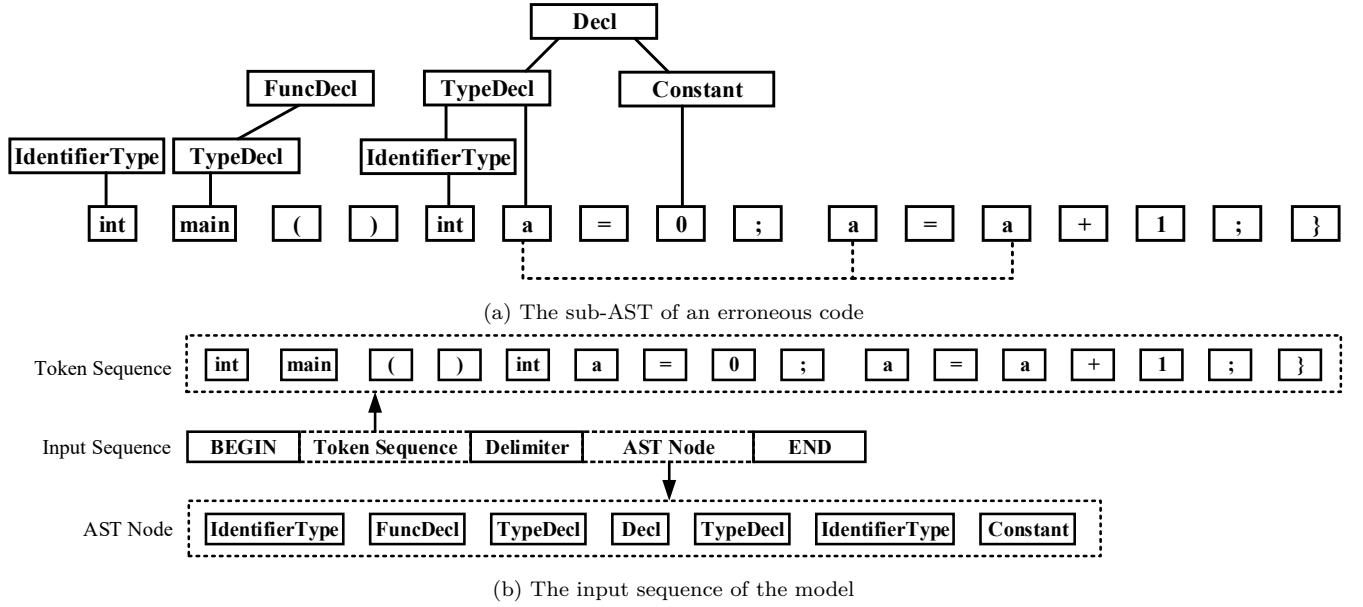 Decl
FuncDecl TypeDecl Constant
IdentifierType TypeDecl IdentifierType
int main ( ) int a = 0 ; a = a + 1 ; }
(a) The sub-AST of an erroneous code
Token Sequence int main ( ) int a = 0 ; a = a + 1 ; }
Input Sequence BEGIN Token Sequence Delimiter AST Node END
AST Node IdentifierType FuncDecl TypeDecl Decl TypeDecl IdentifierType Constant
(b) The input sequence of the model